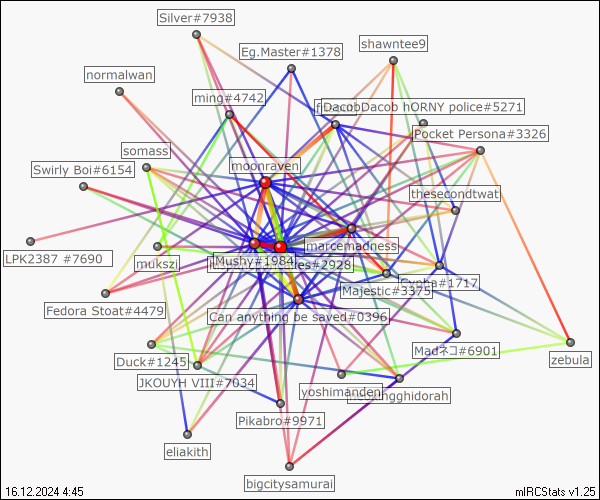 Silver#7938
Eg.Master#1378
shawntee9
normalwan
ming#4742
DacobDacob hORNY police#5271
Pocket Persona#3326
somass
moonraven
Swirly Boi#6154
thesecondtwat
marcemadness
LPK2387 #7690
mukszi
Mushy#1984
#2928
Majestic#3375
#1717
Fedora Stoat#4479
Can anything be saved#0396
Duck#1245
Madネコ#6901
zebula
JKOUYH VIII#7034
yoshimanden
gghidorah
Pikabro#9971
eliakith
bigcitysamurai
16.12.2024 4:45
mIRCStats v1.25